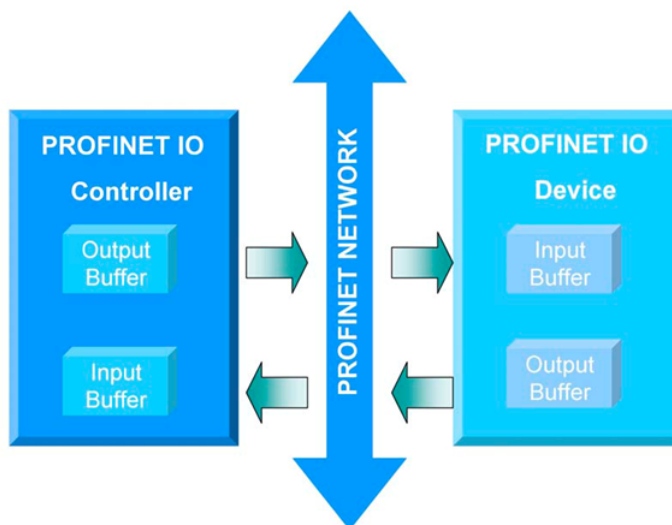 PROFINET IO
Controller
Output
Buffer
Input
Buffer
PROFINET NETWORK
PROFINET IO
Device
Input
Buffer
Output
Buffer